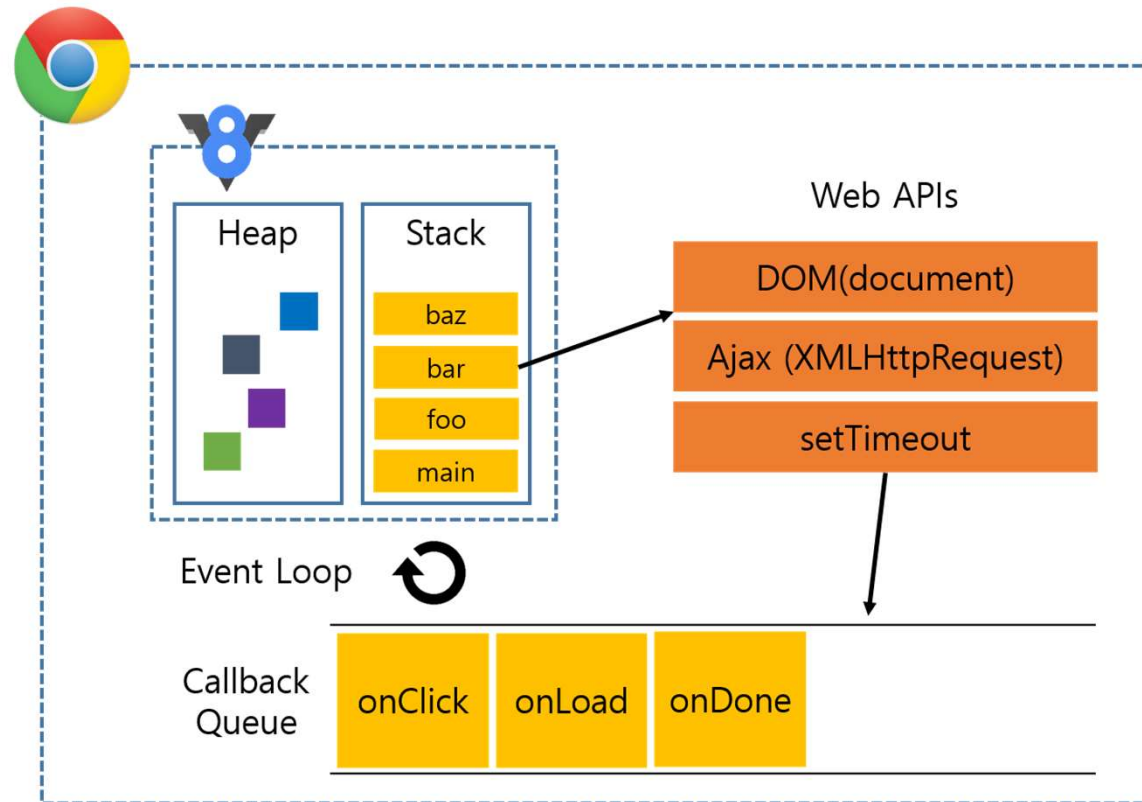 8
Heap
Stack
baz
bar
foo
main
Web APIs
DOM(document)
Ajax (XMLHttpRequest)
setTimeout
Event Loop
Callback
Queue
onClick
onLoad
onDone